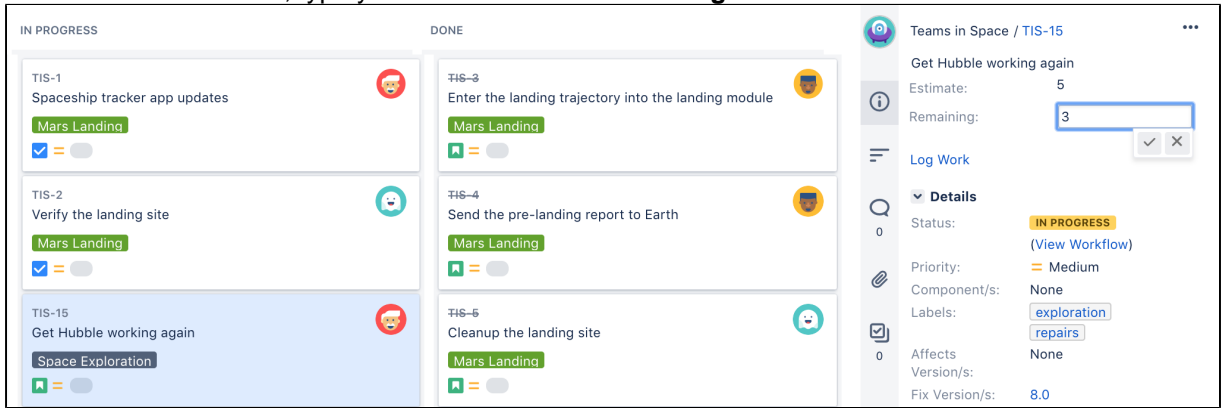 IN PROGRESS
TIS-1
Spaceship tracker app updates
Mars Landing
TIS-2
Verify the landing site
Mars Landing
TIS-15
Get Hubble working again
Space Exploration
DONE
TIS-3
Enter the landing trajectory into the landing module
Mars Landing
TIS-4
Send the pre-landing report to Earth
Mars Landing
TIS-5
Cleanup the landing site
Mars Landing
0
0
Teams in Space / TIS-15
Get Hubble working again
Estimate: 5
Remaining: 3
Log Work
Details
Status: IN PROGRESS
(View Workflow)
Priority: Medium
Component/s: None
Labels: exploration
repairs
Affects None
Version/s:
Fix Version/s: 8.0